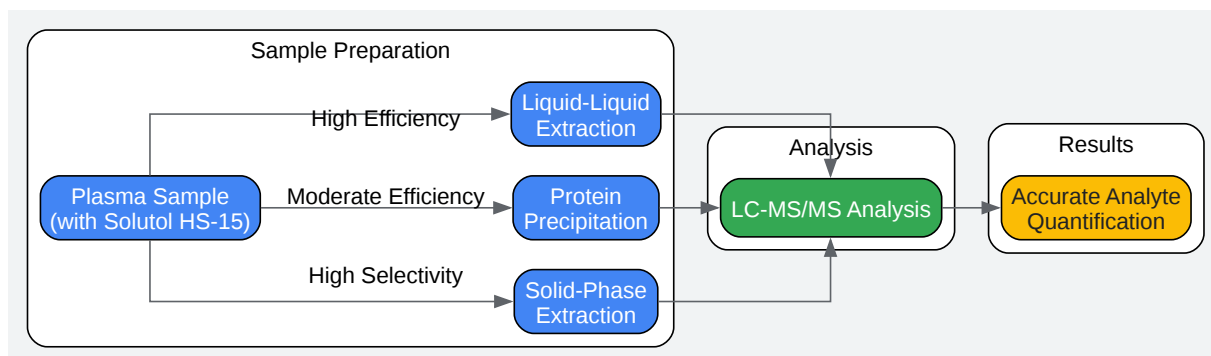 Sample Preparation
High Efficiency
Liquid-Liquid
Extraction
Plasma Sample
(with Solutol HS-15)
Moderate Efficiency
Protein
Precipitation
High Selectivity
Solid-Phase
Extraction
Analysis
LC-MS/MS Analysis
Results
Accurate Analyte
Quantification